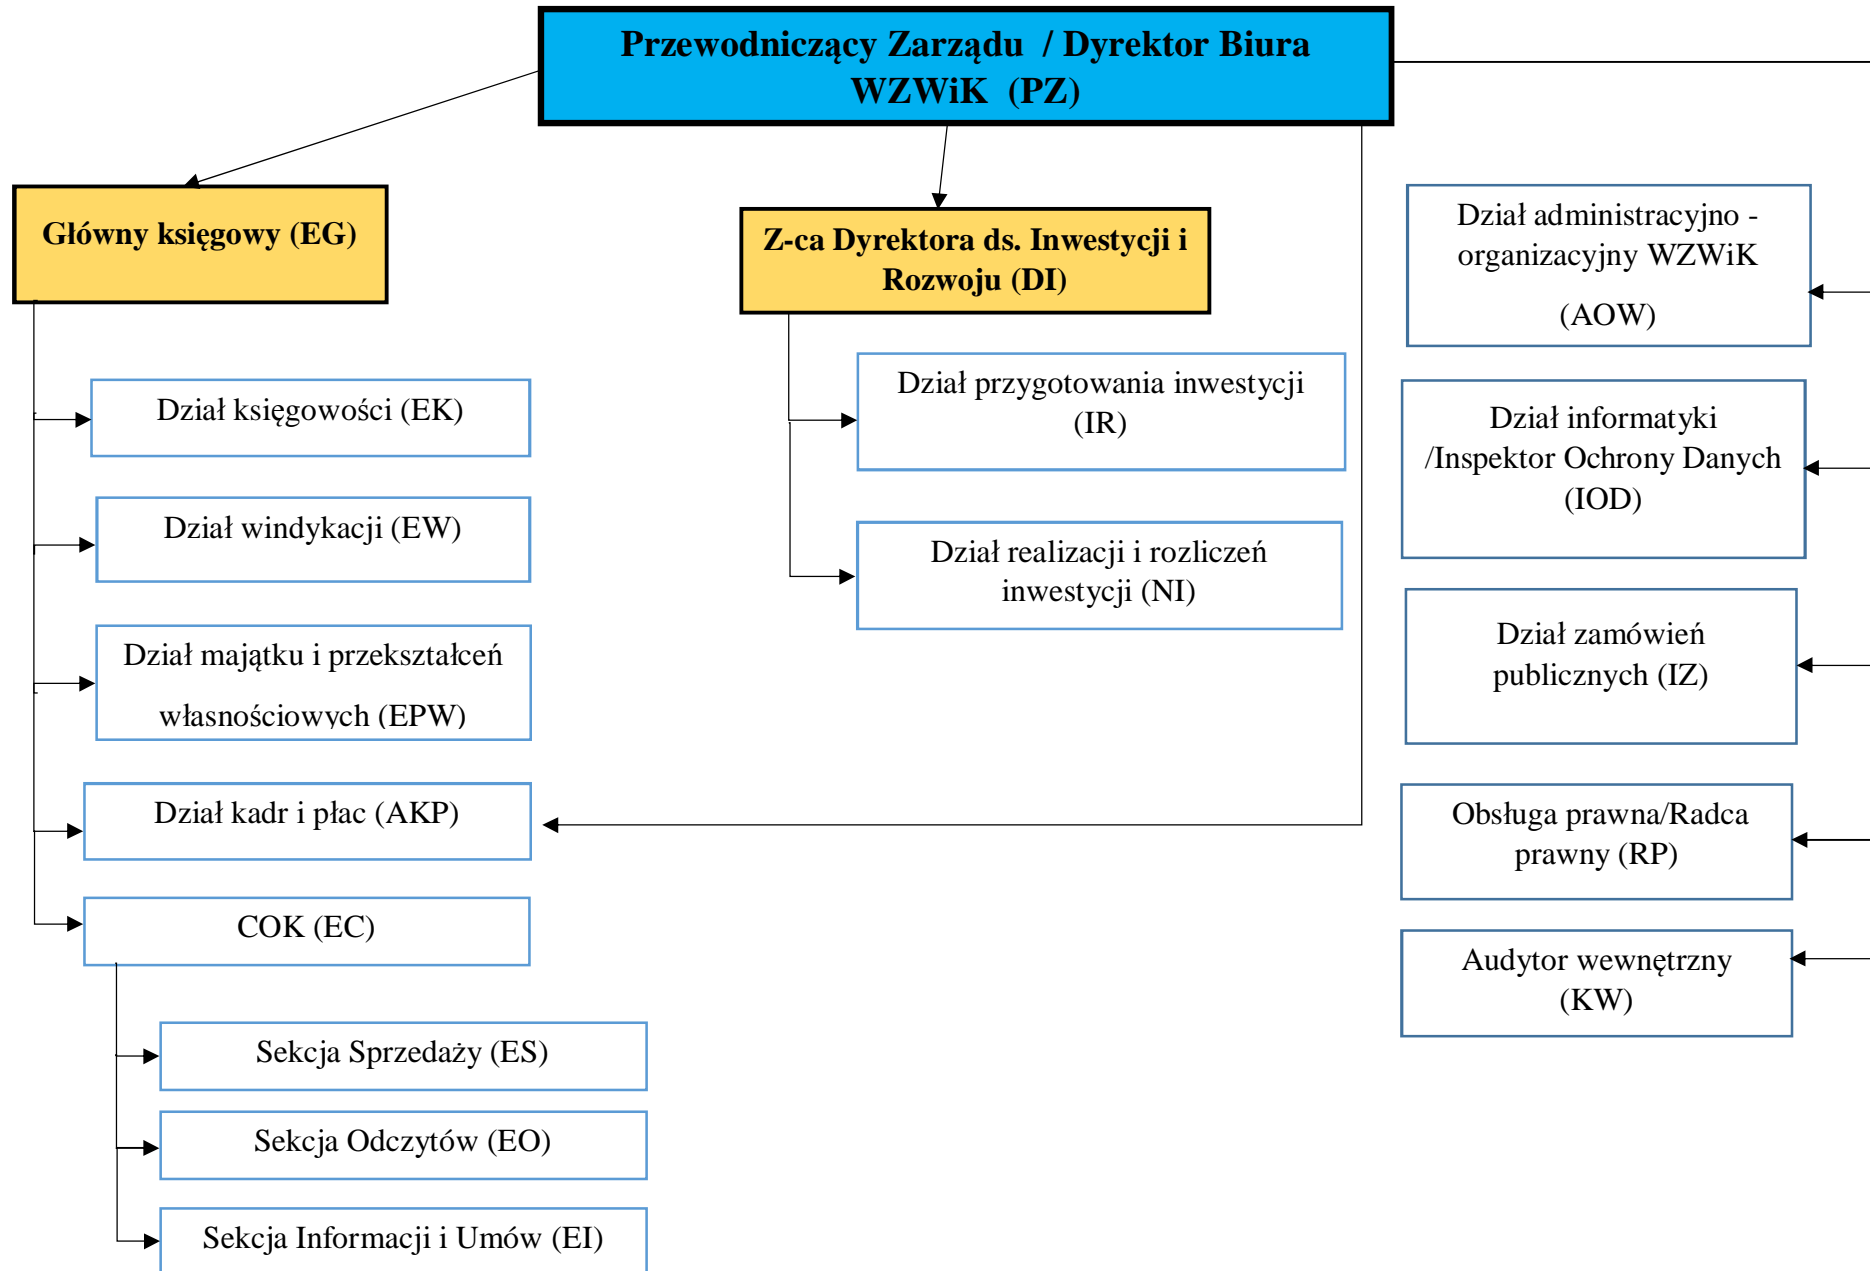 Przewodniczący Zarządu / Dyrektor Biura
WZWiK (PZ)
Główny księgowy (EG)
Dział księgowości (EK)
Dział windykacji (EW)
Dział majątku i przekształceń
własnościowych (EPW)
Dział kadr i płac (AKP)
COK (EC)
Sekcja Sprzedaży (ES)
Sekcja Odczytów (EO)
Sekcja Informacji i Umów (EI)
Z-ca Dyrektora ds. Inwestycji i
Rozwoju (DI)
Dział przygotowania inwestycji
(IR)
Dział realizacji i rozliczeń
inwestycji (NI)
Dział administracyjno -
organizacyjny WZWiK
(AOW)
Dział informatyki
/Inspektor Ochrony Danych
(IOD)
Dział zamówień
publicznych (IZ)
Obsługa prawna/Radca
prawny (RP)
Audytor wewnętrzny
(KW)